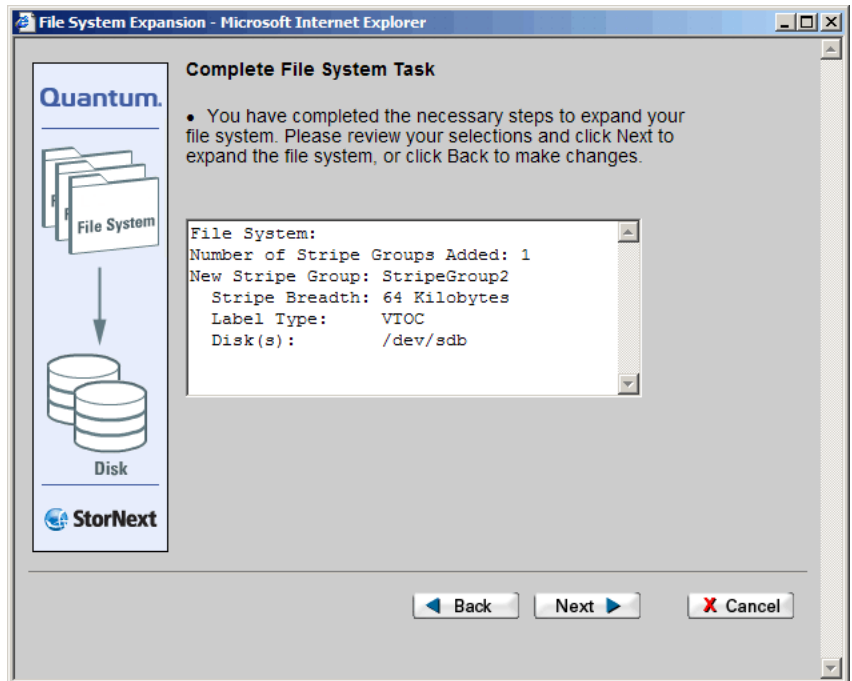 File System Expansion - Microsoft Internet Explorer
Quantum.
File System
Disk
StorNext
Complete File System Task
• You have completed the necessary steps to expand your
file system. Please review your selections and click Next to
expand the file system, or click Back to make changes.
File System:
Number of Stripe Groups Added: 1
New Stripe Group: StripeGroup2
Stripe Breadth: 64 Kilobytes
Label Type: VTOC
Disk(s): /dev/sdb
Back Next X Cancel